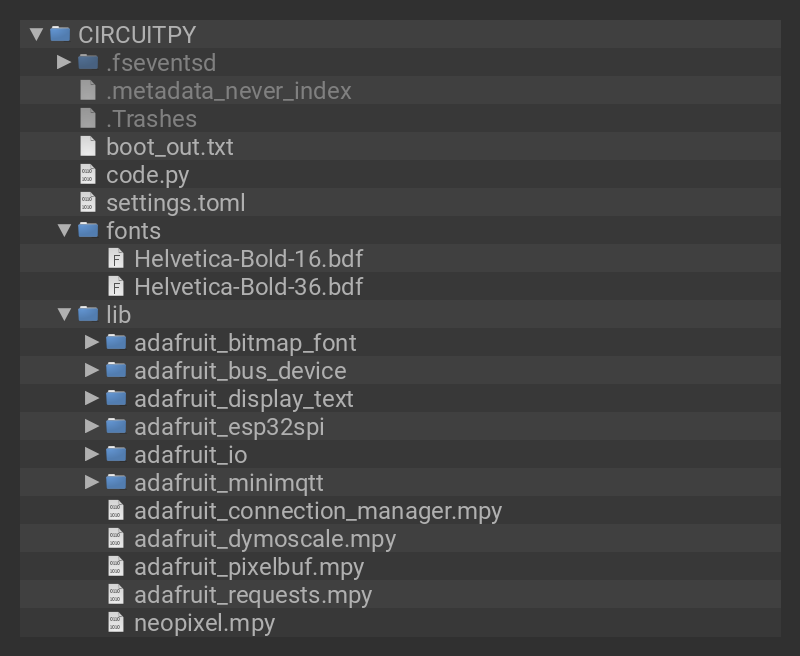 CIRCUITPY
.fseventsd
.metadata_never_index
.Trashes
boot_out.txt
code.py
settings.toml
fonts
Helvetica-Bold-16.bdf
Helvetica-Bold-36.bdf
lib
adafruit_bitmap_font
adafruit_bus_device
adafruit_display_text
adafruit_esp32spi
adafruit_io
adafruit_minimqtt
adafruit_connection_manager.mpy
adafruit_dymoscale.mpy
adafruit_pixelbuf.mpy
adafruit_requests.mpy
neopixel.mpy